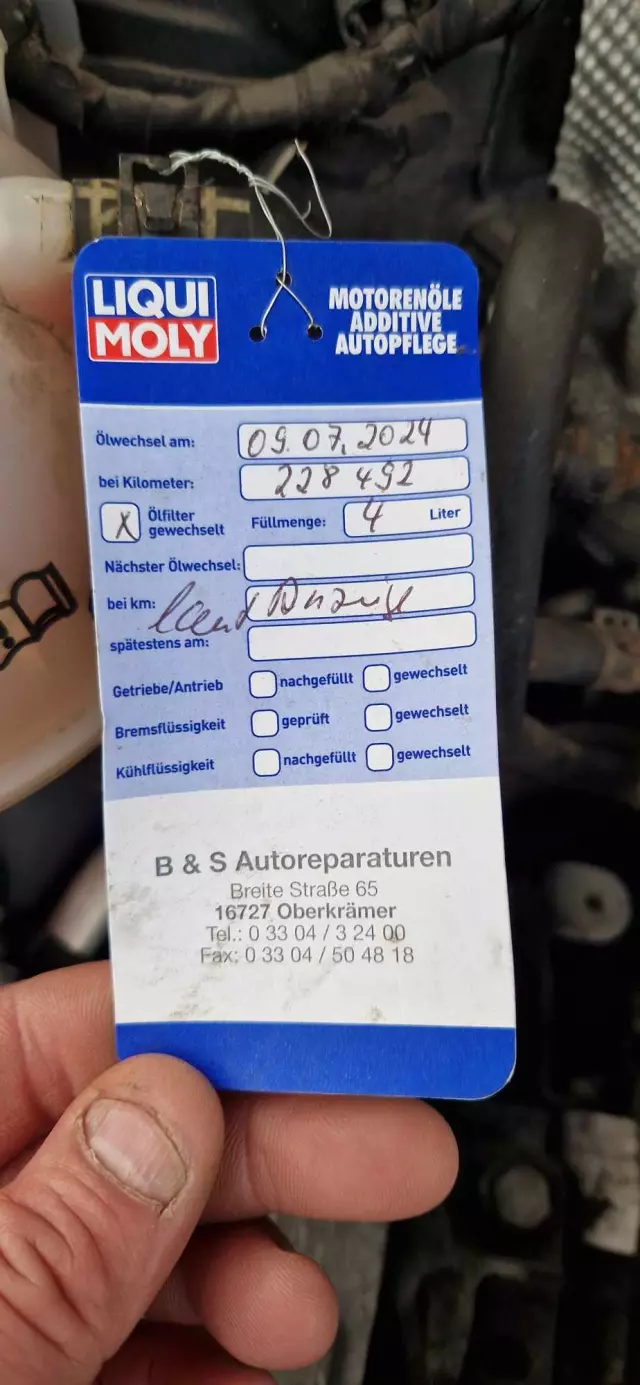 LIQUI
MOLY
MOTORENÖLE
ADDITIVE
AUTOPFLEGE
Ölwechsel am: 09.07.2024
bei Kilometer: 228 492
X Ölfilter gewechselt Füllmenge: 4 Liter
Nächster Ölwechsel:
bei km: laut Anzeige
spätestens am:
Getriebe/Antrieb nachgefüllt gewechselt
Bremsflüssigkeit geprüft gewechselt
Kühlflüssigkeit nachgefüllt gewechselt
B & S Autoreparaturen
Breite Straße 65
16727 Oberkrämer
Tel.: 0 33 04 / 3 24 00
Fax: 0 33 04 / 50 48 18